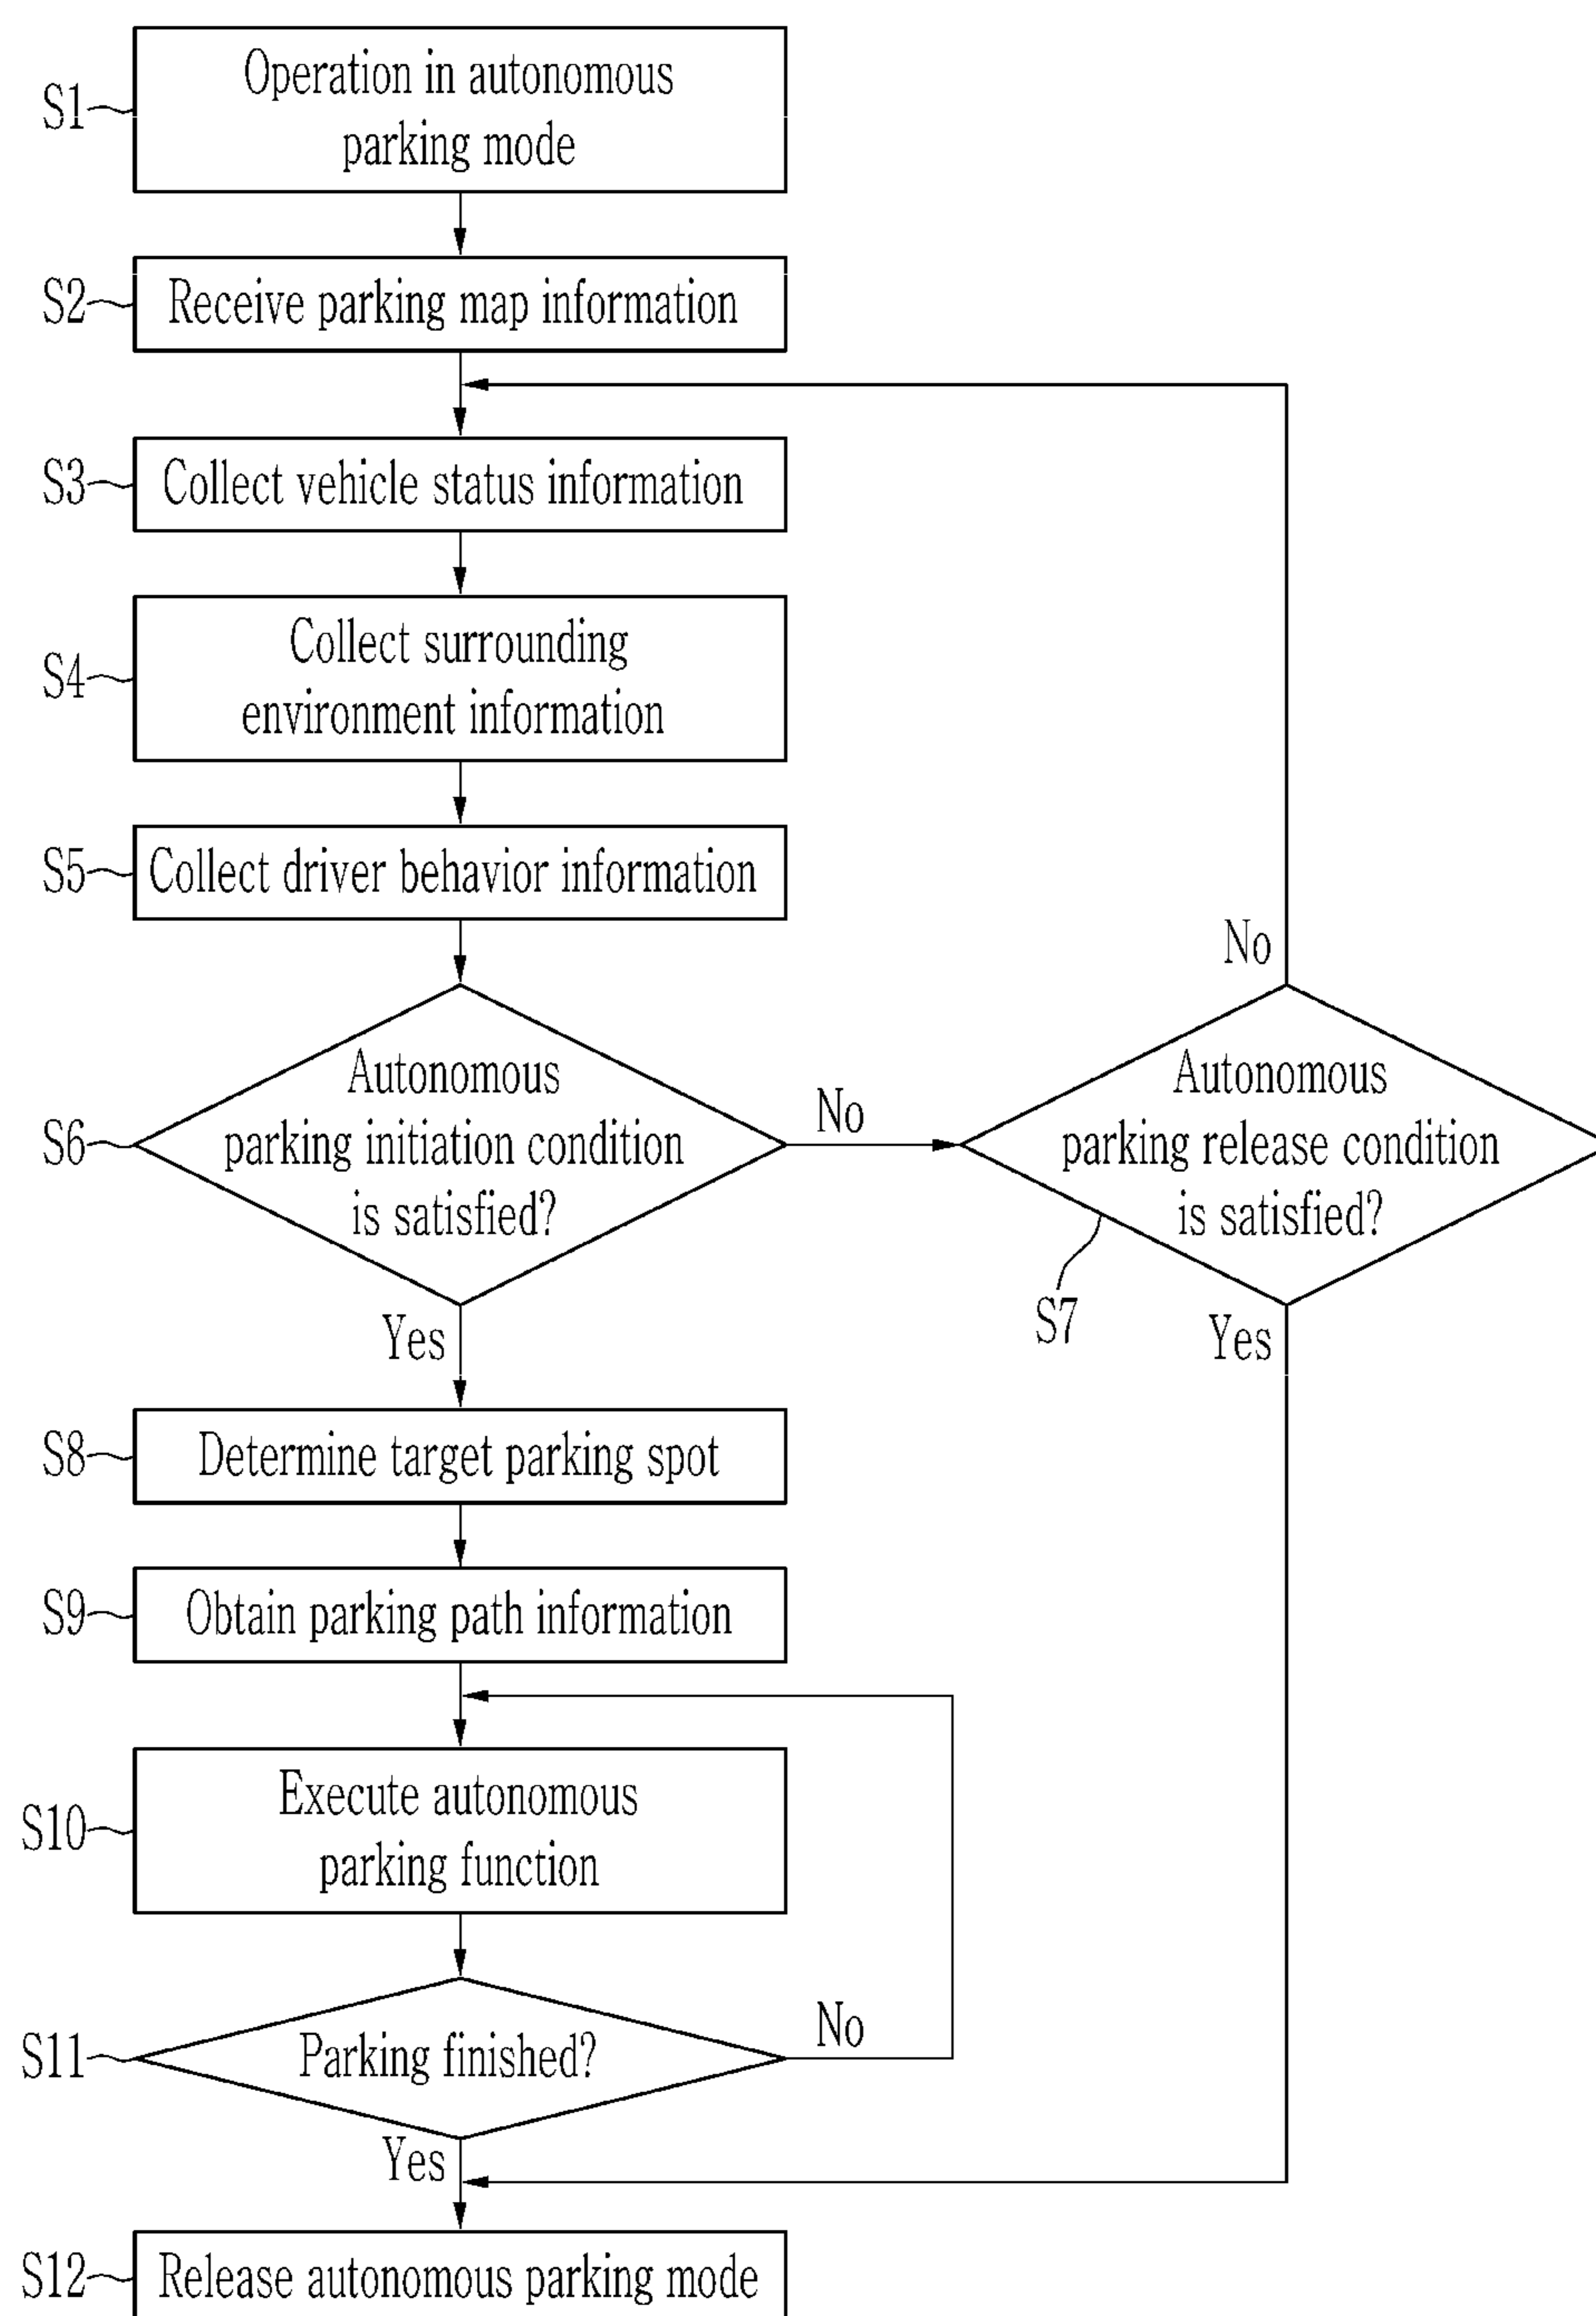 S1
Operation in autonomous
parking mode
S2
Receive parking map information
S3
Collect vehicle status information
S4
Collect surrounding
environment information
S5
Collect driver behavior information
S6
Autonomous
parking initiation condition
is satisfied?
No
Yes
No
Autonomous
parking release condition
is satisfied?
S7
Yes
S8
Determine target parking spot
S9
Obtain parking path information
S10
Execute autonomous
parking function
S11
Parking finished?
No
Yes
S12
Release autonomous parking mode